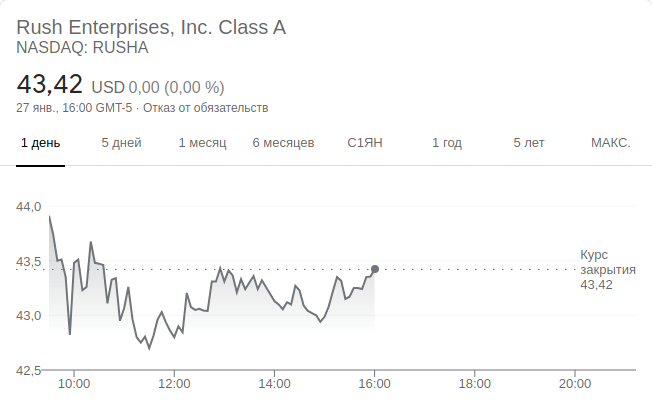 Rush Enterprises, Inc. Class A
NASDAQ: RUSHA
43,42 USD 0,00 (0,00 %)
27 янв., 16:00 GMT-5 · Отказ от обязательств
1 день 5 дней 1 месяц 6 месяцев С1ЯН 1 год 5 лет МАКС.
44,0
43,5
43,0
42,5
Курс
закрытия
43,42
10:00 12:00 14:00 16:00 18:00 20:00